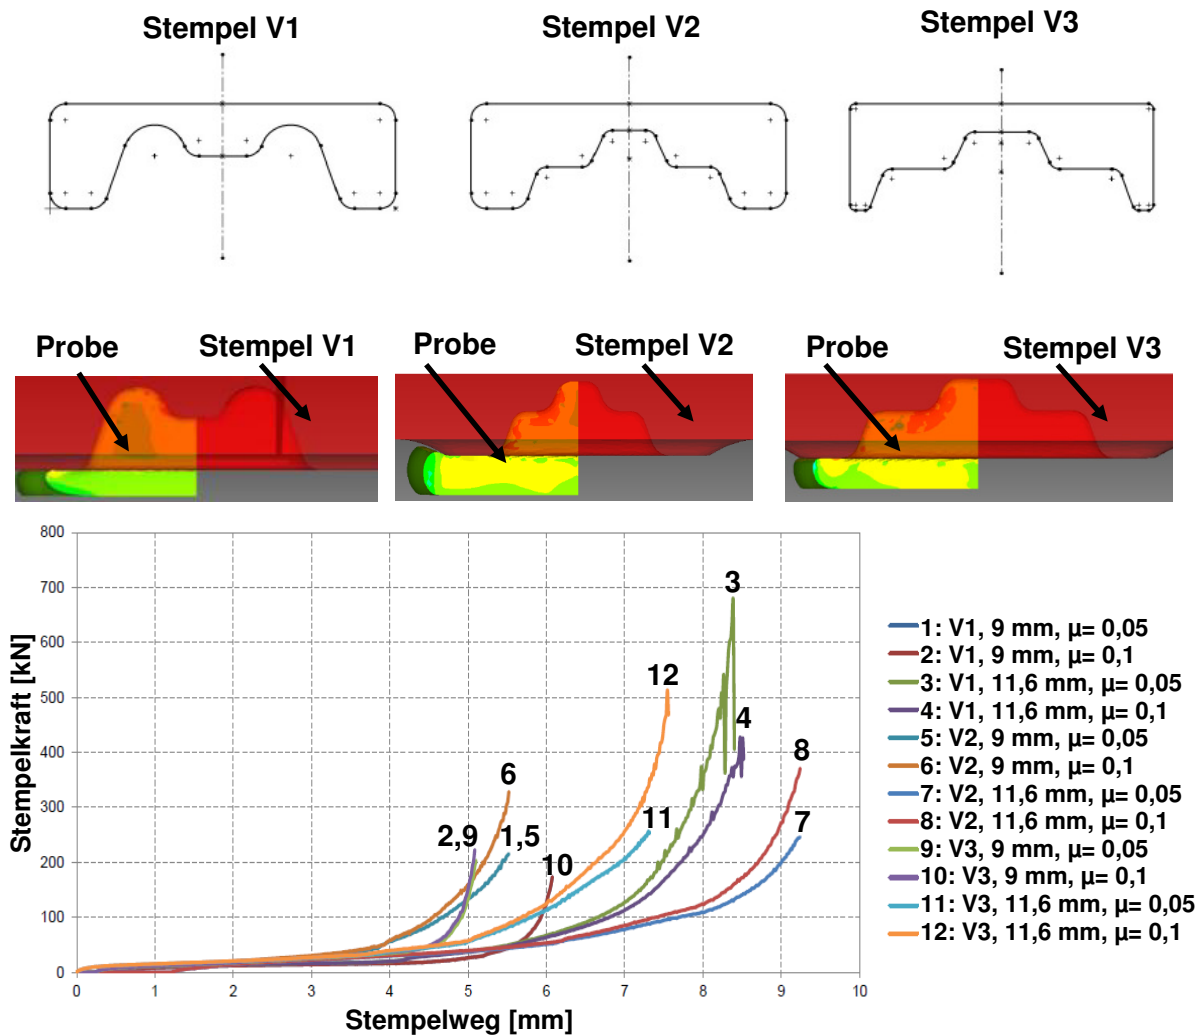 Stempel V1
Stempel V2
Stempel V3
Probe
Stempel V1
Probe
Stempel V2
Probe
Stempel V3
Stempelkraft [kN]
800
700
600
500
400
300
200
100
0
0 1 2 3 4 5 6 7 8 9 10
Stempelweg [mm]
3
12
4
8
6
11
7
2,9
1,5
10
1: V1, 9 mm, μ= 0,05
2: V1, 9 mm, μ= 0,1
3: V1, 11,6 mm, μ= 0,05
4: V1, 11,6 mm, μ= 0,1
5: V2, 9 mm, μ= 0,05
6: V2, 9 mm, μ= 0,1
7: V2, 11,6 mm, μ= 0,05
8: V2, 11,6 mm, μ= 0,1
9: V3, 9 mm, μ= 0,05
10: V3, 9 mm, μ= 0,1
11: V3, 11,6 mm, μ= 0,05
12: V3, 11,6 mm, μ= 0,1